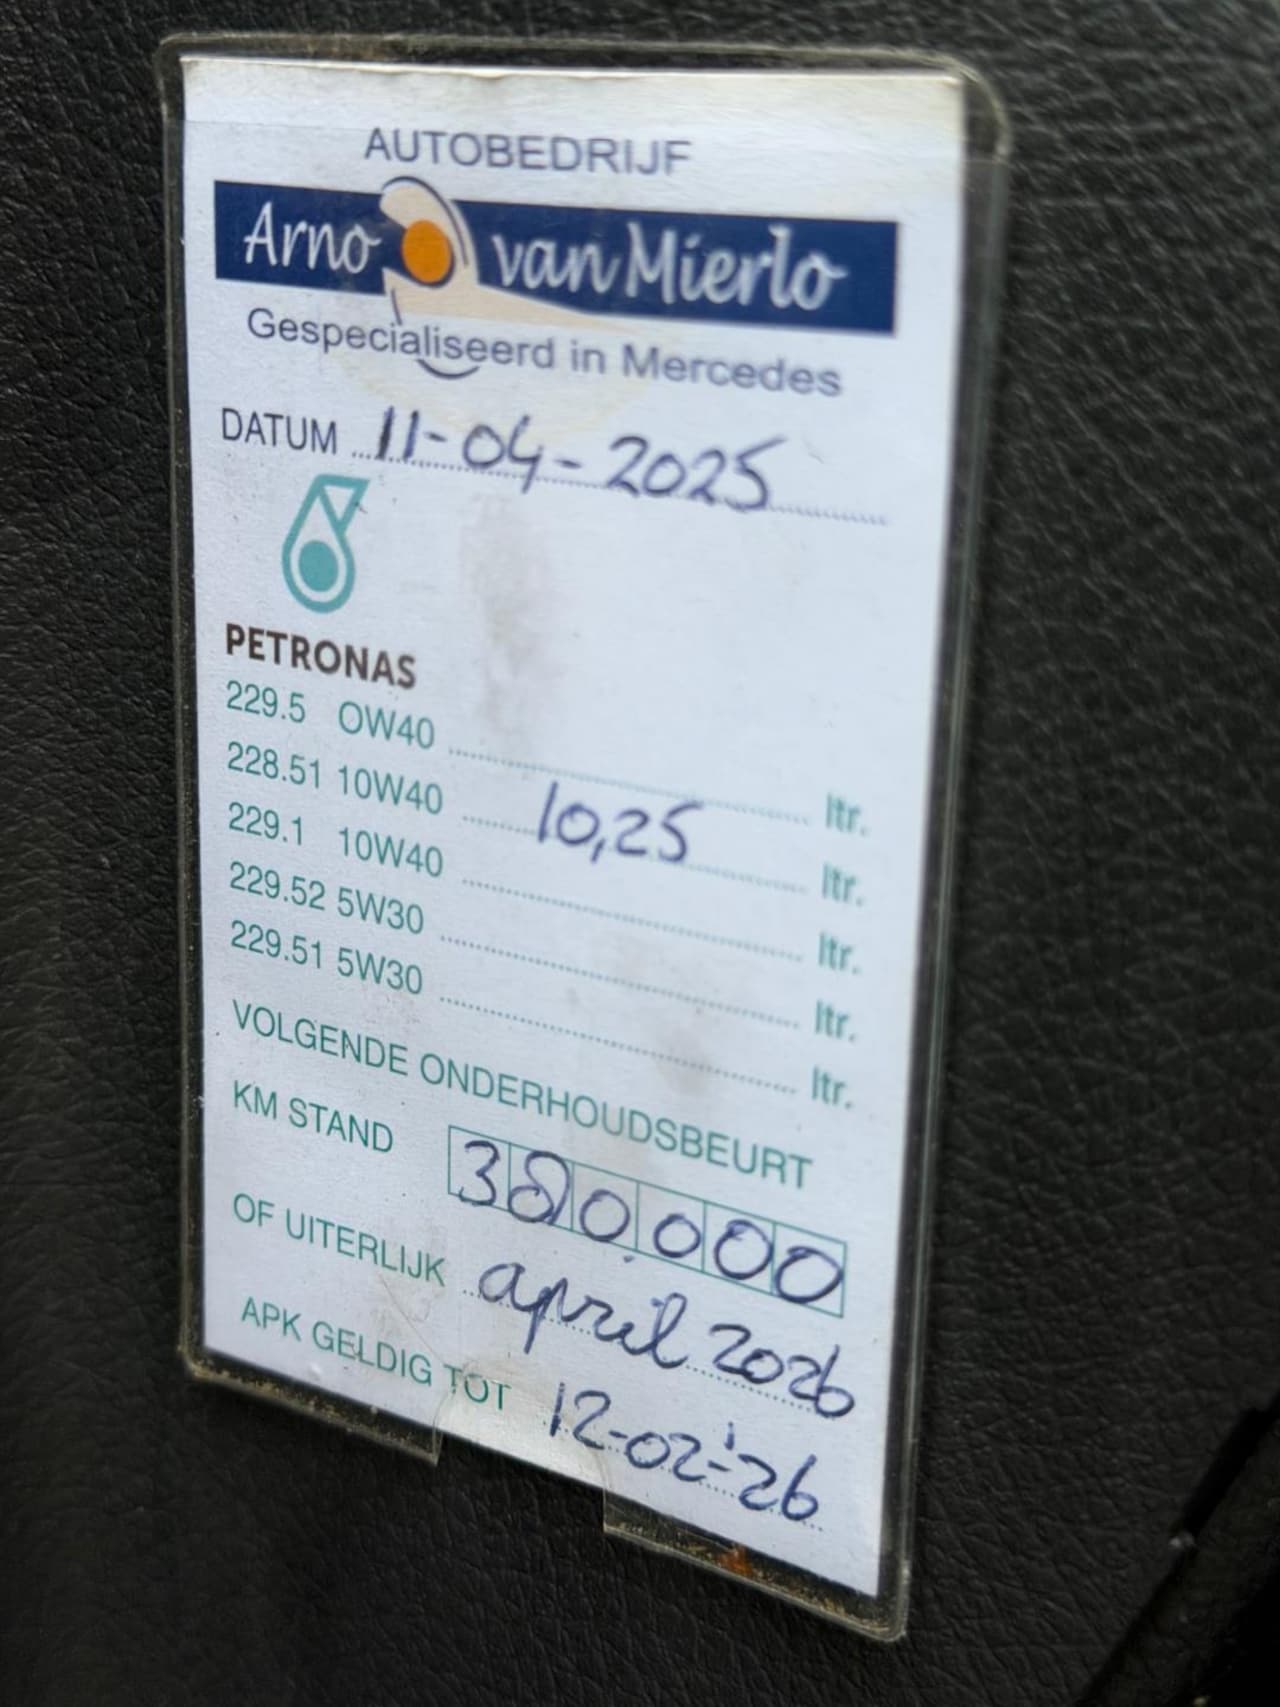 AUTOBEDRIJF
Arno van Mierlo
Gespecialiseerd in Mercedes
DATUM 11-04-2025
PETRONAS
229.5 0W40 ltr.
228.51 10W40 10,25 ltr.
229.1 10W40 ltr.
229.52 5W30 ltr.
229.51 5W30 ltr.
VOLGENDE ONDERHOUDSBEURT
KM STAND 380.000
OF UITERLIJK april 2026
APK GELDIG TOT 12-02-'26